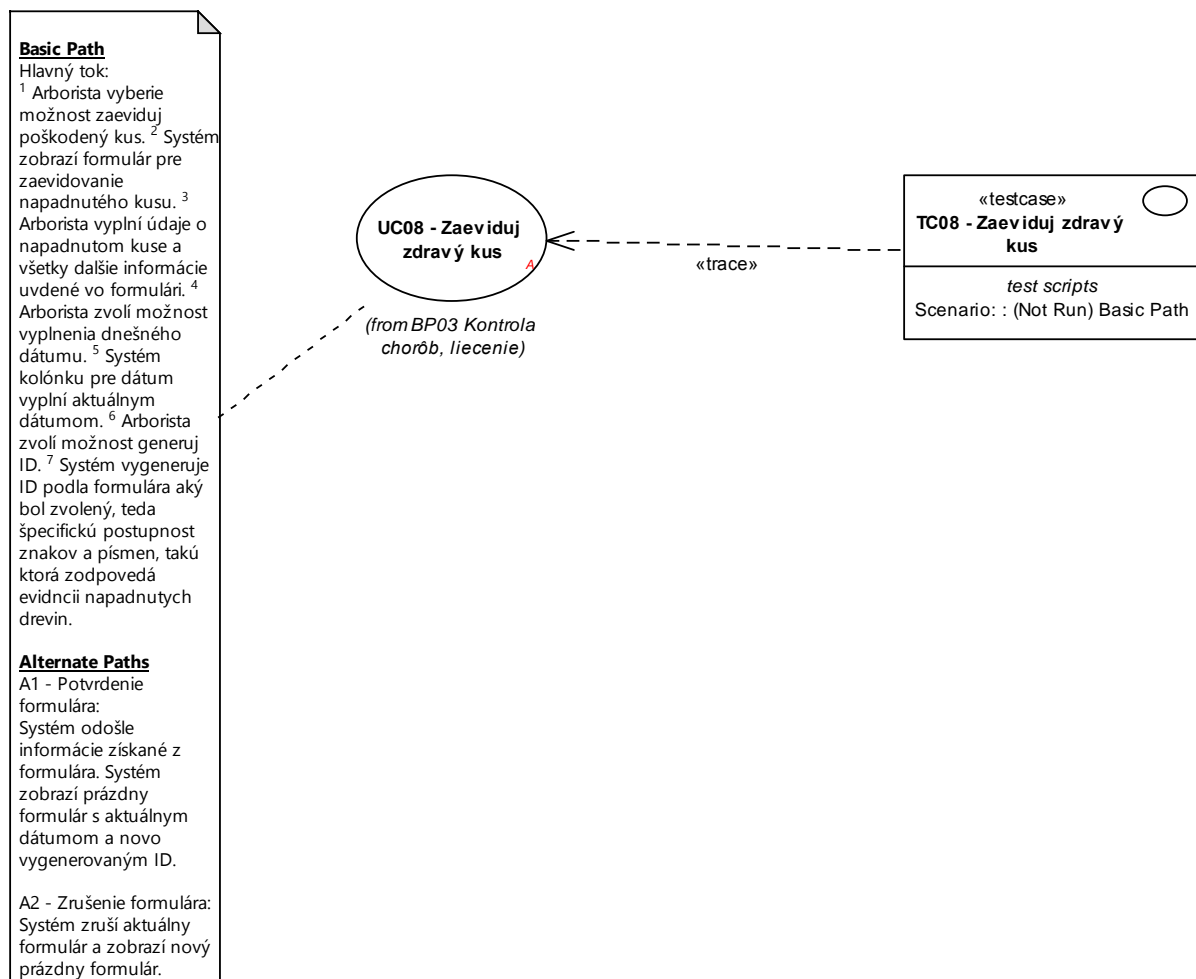 Basic Path
Hlavný tok:
1 Arborista vyberie
možnost zaeviduj
poškodený kus. 2 Systém
zobrazí formulár pre
zaevidovanie
napadnutého kusu. 3
Arborista vyplní údaje o
napadnutom kuse a
všetky dalšie informácie
uvdené vo formulári. 4
Arborista zvolí možnost
vyplnenia dnešného
dátumu. 5 Systém
kolónku pre dátum
vyplní aktuálnym
dátumom. 6 Arborista
zvolí možnost generuj
ID. 7 Systém vygeneruje
ID podla formulára aký
bol zvolený, teda
špecifickú postupnost
znakov a písmen, takú
ktorá zodpovedá
evidncii napadnutych
drevin.
Alternate Paths
A1 - Potvrdenie
formulára:
Systém odošle
informácie získané z
formulára. Systém
zobrazí prázdny
formulár s aktuálnym
dátumom a novo
vygenerovaným ID.
A2 - Zrušenie formulára:
Systém zruší aktuálny
formulár a zobrazí nový
prázdny formulár.
UC08 - Zaeviduj
zdravý kus
A
(from BP03 Kontrola
chorôb, liecenie)
«trace»
«testcase»
TC08 - Zaeviduj zdravý
kus
test scripts
Scenario: : (Not Run) Basic Path